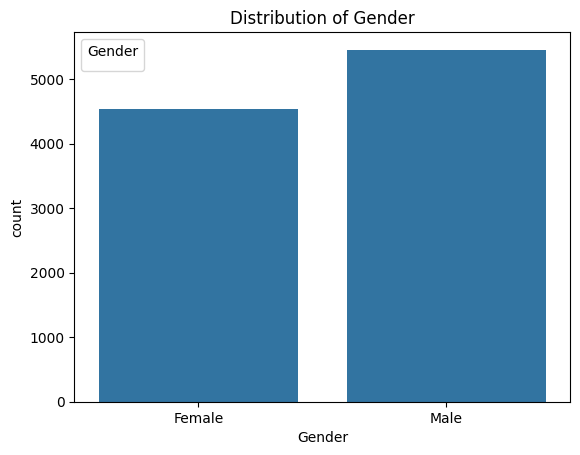 Distribution of Gender
Gender
5000
4000
3000
2000
1000
0
count
Female
Male
Gender